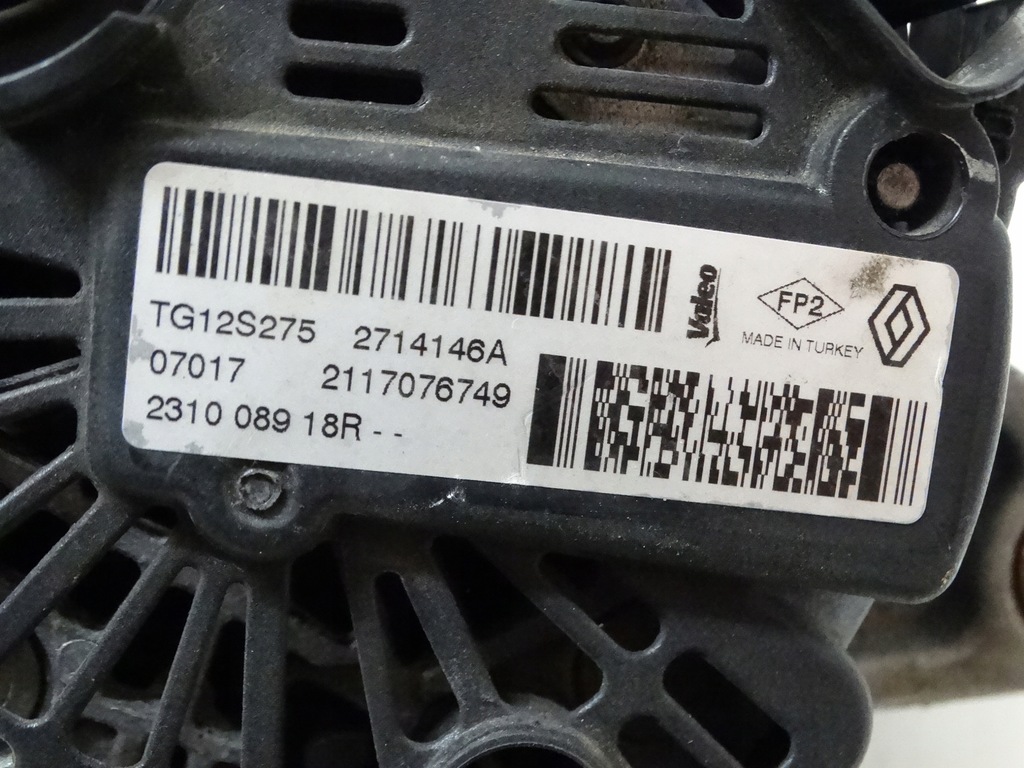 TG12S275 2714146A
07017 2117076749
2310 089 18R - -
Valeo
FP2
MADE IN TURKEY